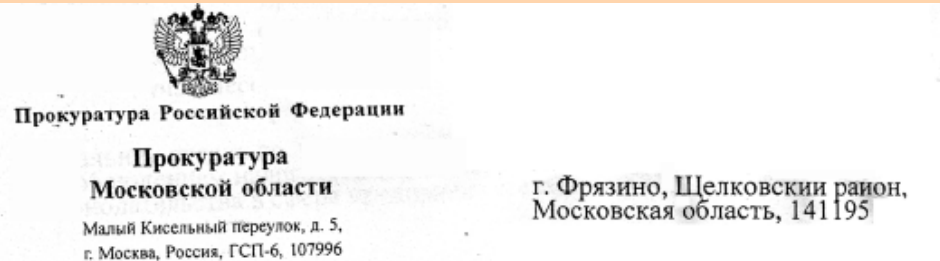 Прокуратура Российской Федерации
Прокуратура
Московской области
Малый Кисельный переулок, д. 5,
г. Москва, Россия, ГСП-6, 107996
г. Фрязино, Щелковскии раион,
Московская область, 141195